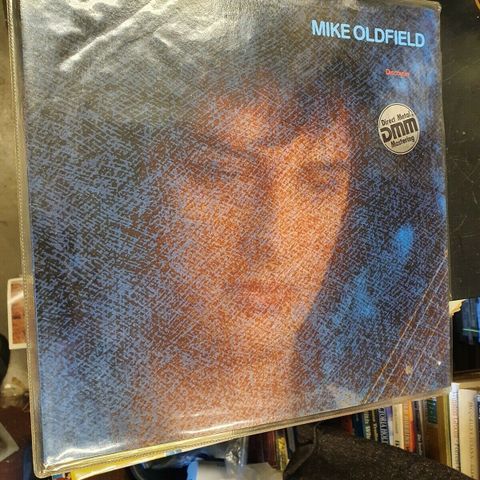 MIKE OLDFIELD
Discovery
Direct Metal
DMM
Mastering